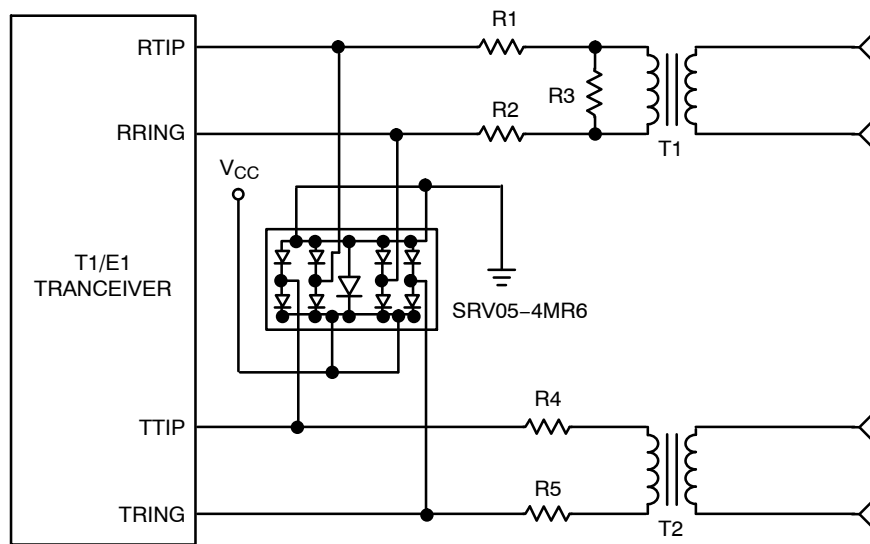 RTIP
R1
R3
RRING
R2
T1
VCC
T1/E1
TRANCEIVER
SRV05−4MR6
TTIP
R4
TRING
R5
T2